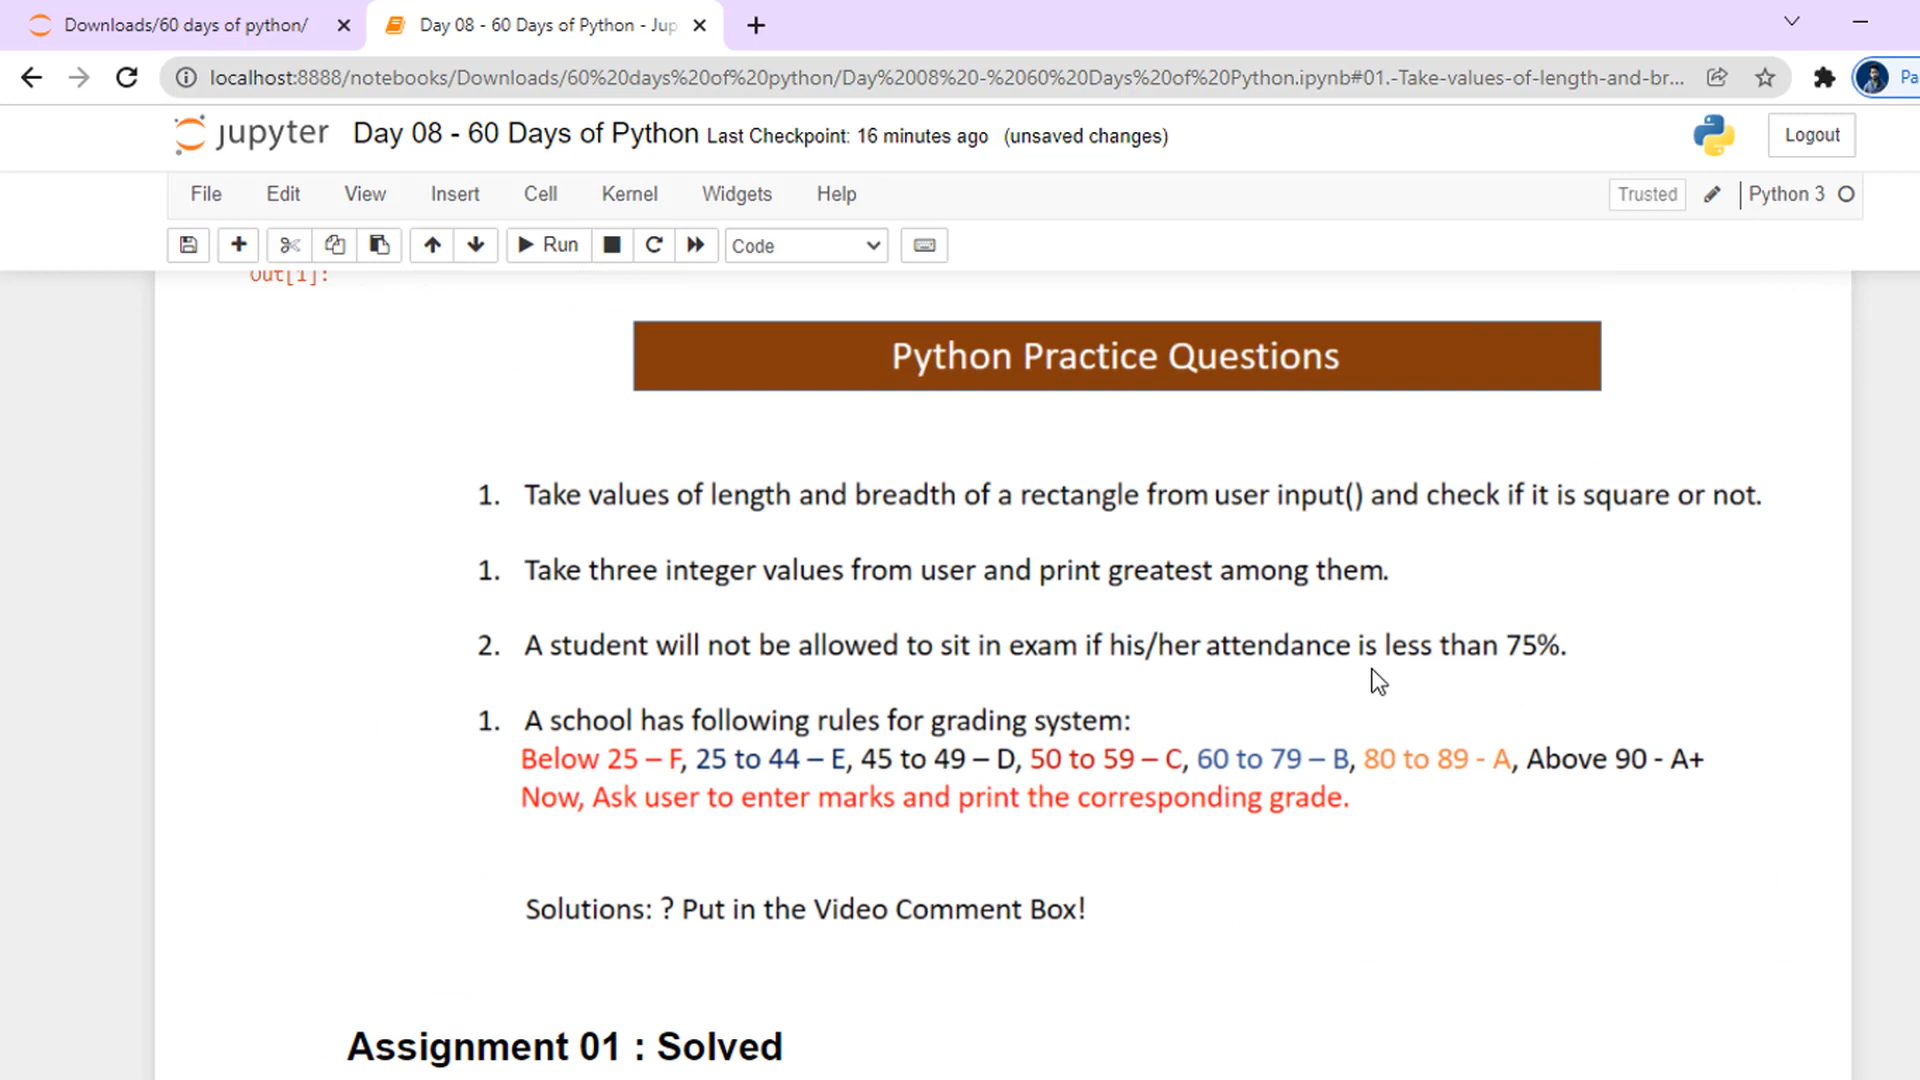 Downloads/60 days of python/
Day 08 - 60 Days of Python - Jup
localhost:8888/notebooks/Downloads/60%20days%20of%20python/Day%2008%20-%2060%20Days%20of%20Python.ipynb#01.-Take-values-of-length-and-br...
Pa
jupyter Day 08 - 60 Days of Python Last Checkpoint: 16 minutes ago (unsaved changes)
Logout
File Edit View Insert Cell Kernel Widgets Help
Trusted Python 3
Run Code
Out[1]:
Python Practice Questions
1. Take values of length and breadth of a rectangle from user input() and check if it is square or not.
1. Take three integer values from user and print greatest among them.
2. A student will not be allowed to sit in exam if his/her attendance is less than 75%.
1. A school has following rules for grading system:
Below 25 – F, 25 to 44 – E, 45 to 49 – D, 50 to 59 – C, 60 to 79 – B, 80 to 89 - A, Above 90 - A+
Now, Ask user to enter marks and print the corresponding grade.
Solutions: ? Put in the Video Comment Box!
Assignment 01 : Solved